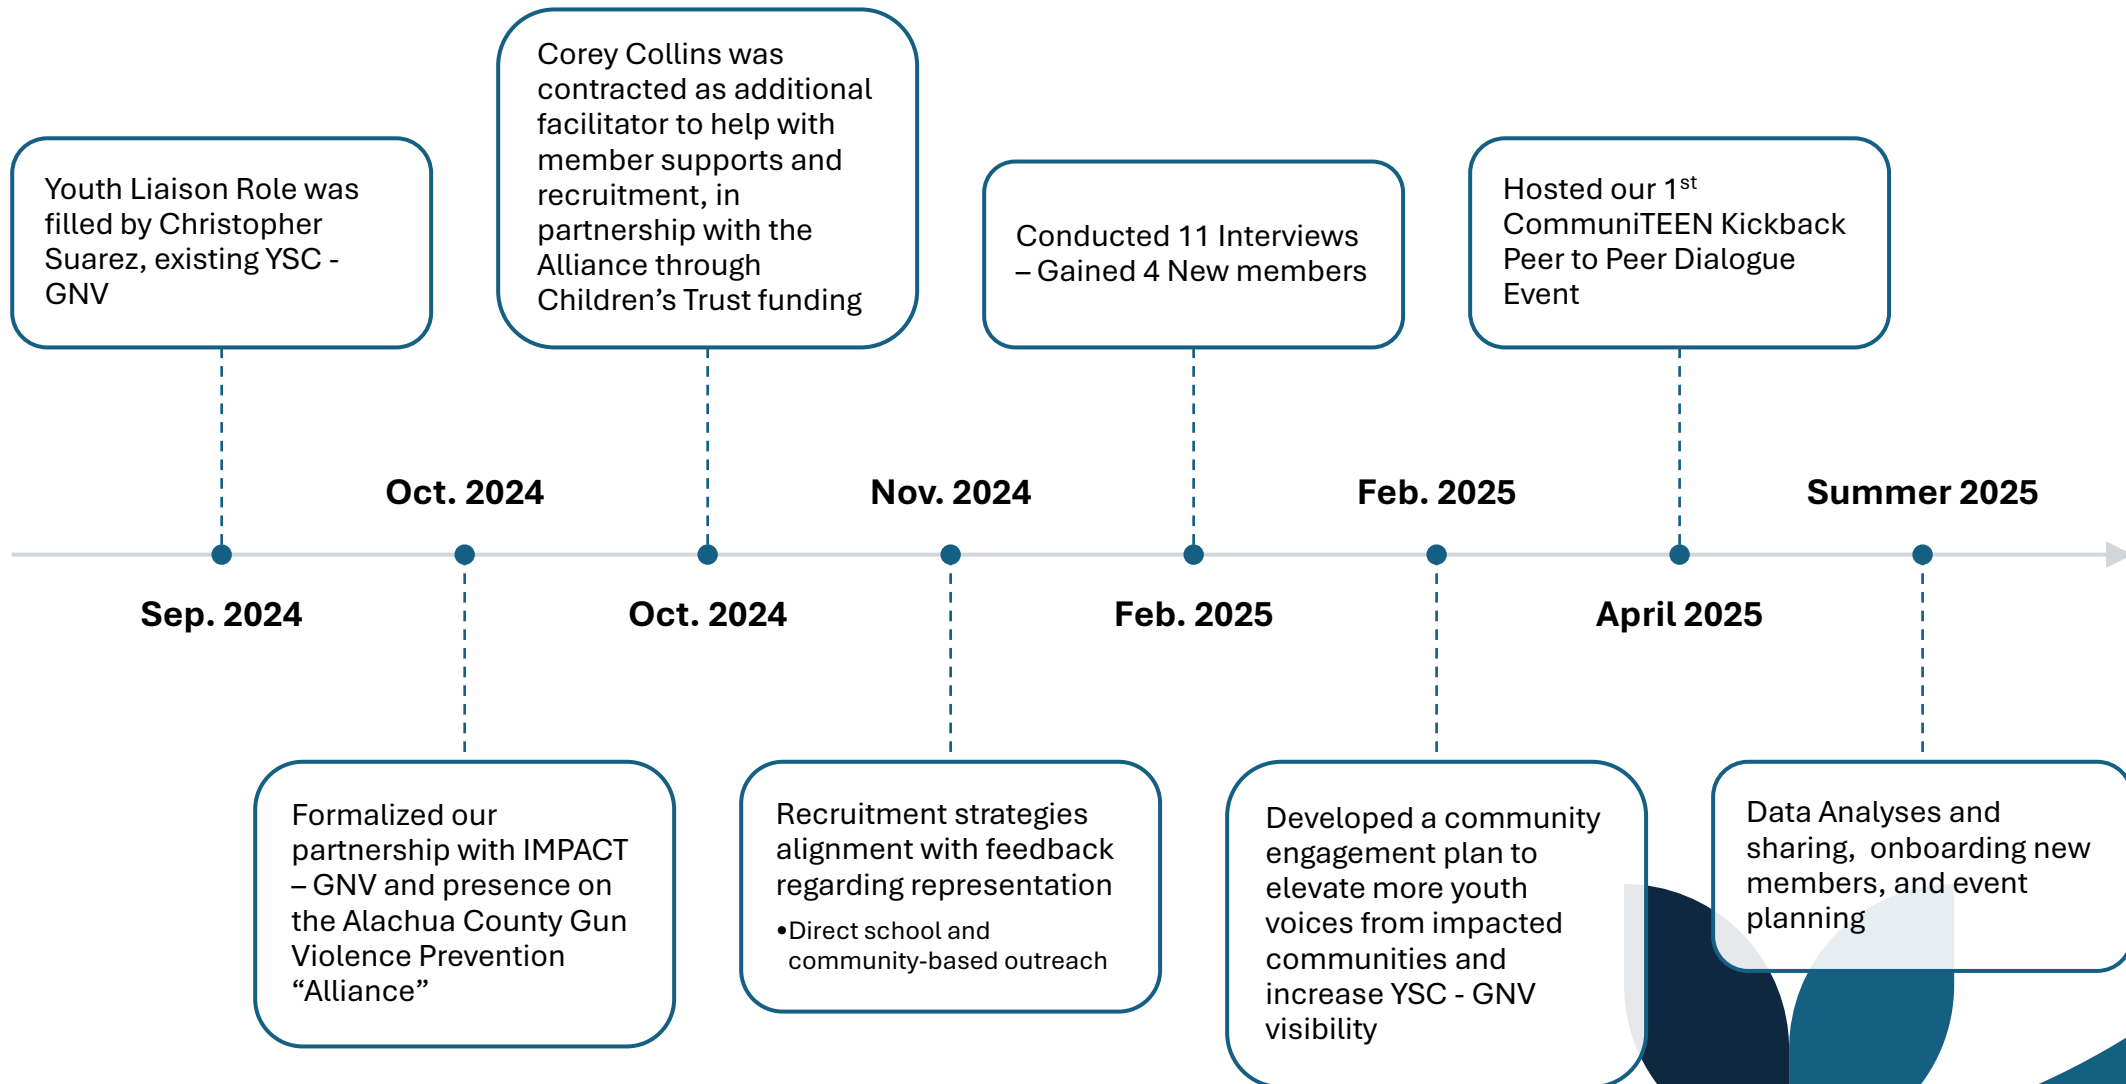 Corey Collins was
contracted as additional
facilitator to help with
member supports and
recruitment, in
partnership with the
Alliance through
Children’s Trust funding
Youth Liaison Role was
filled by Christopher
Suarez, existing YSC -
GNV
Conducted 11 Interviews
– Gained 4 New members
Hosted our 1st
CommuniTEEN Kickback
Peer to Peer Dialogue
Event
Oct. 2024
Nov. 2024
Feb. 2025
Summer 2025
Sep. 2024
Oct. 2024
Feb. 2025
April 2025
Formalized our
partnership with IMPACT
– GNV and presence on
the Alachua County Gun
Violence Prevention
“Alliance”
Recruitment strategies
alignment with feedback
regarding representation
•Direct school and
community-based outreach
Developed a community
engagement plan to
elevate more youth
voices from impacted
communities and
increase YSC - GNV
visibility
Data Analyses and
sharing, onboarding new
members, and event
planning